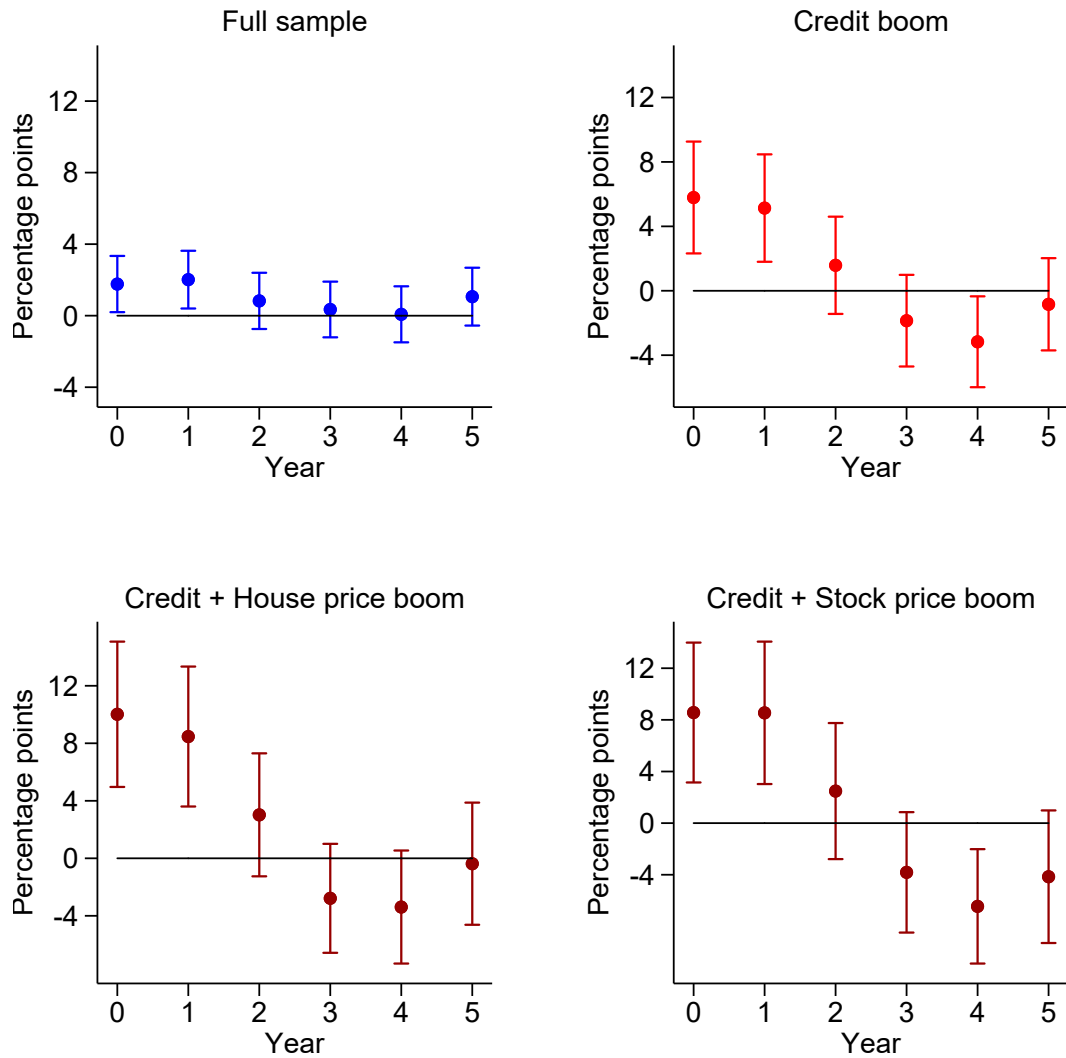 Full sample
Percentage points
12
8
4
0
-4
0 1 2 3 4 5
Year
Credit boom
Percentage points
12
8
4
0
-4
0 1 2 3 4 5
Year
Credit + House price boom
Percentage points
12
8
4
0
-4
0 1 2 3 4 5
Year
Credit + Stock price boom
Percentage points
12
8
4
0
-4
0 1 2 3 4 5
Year